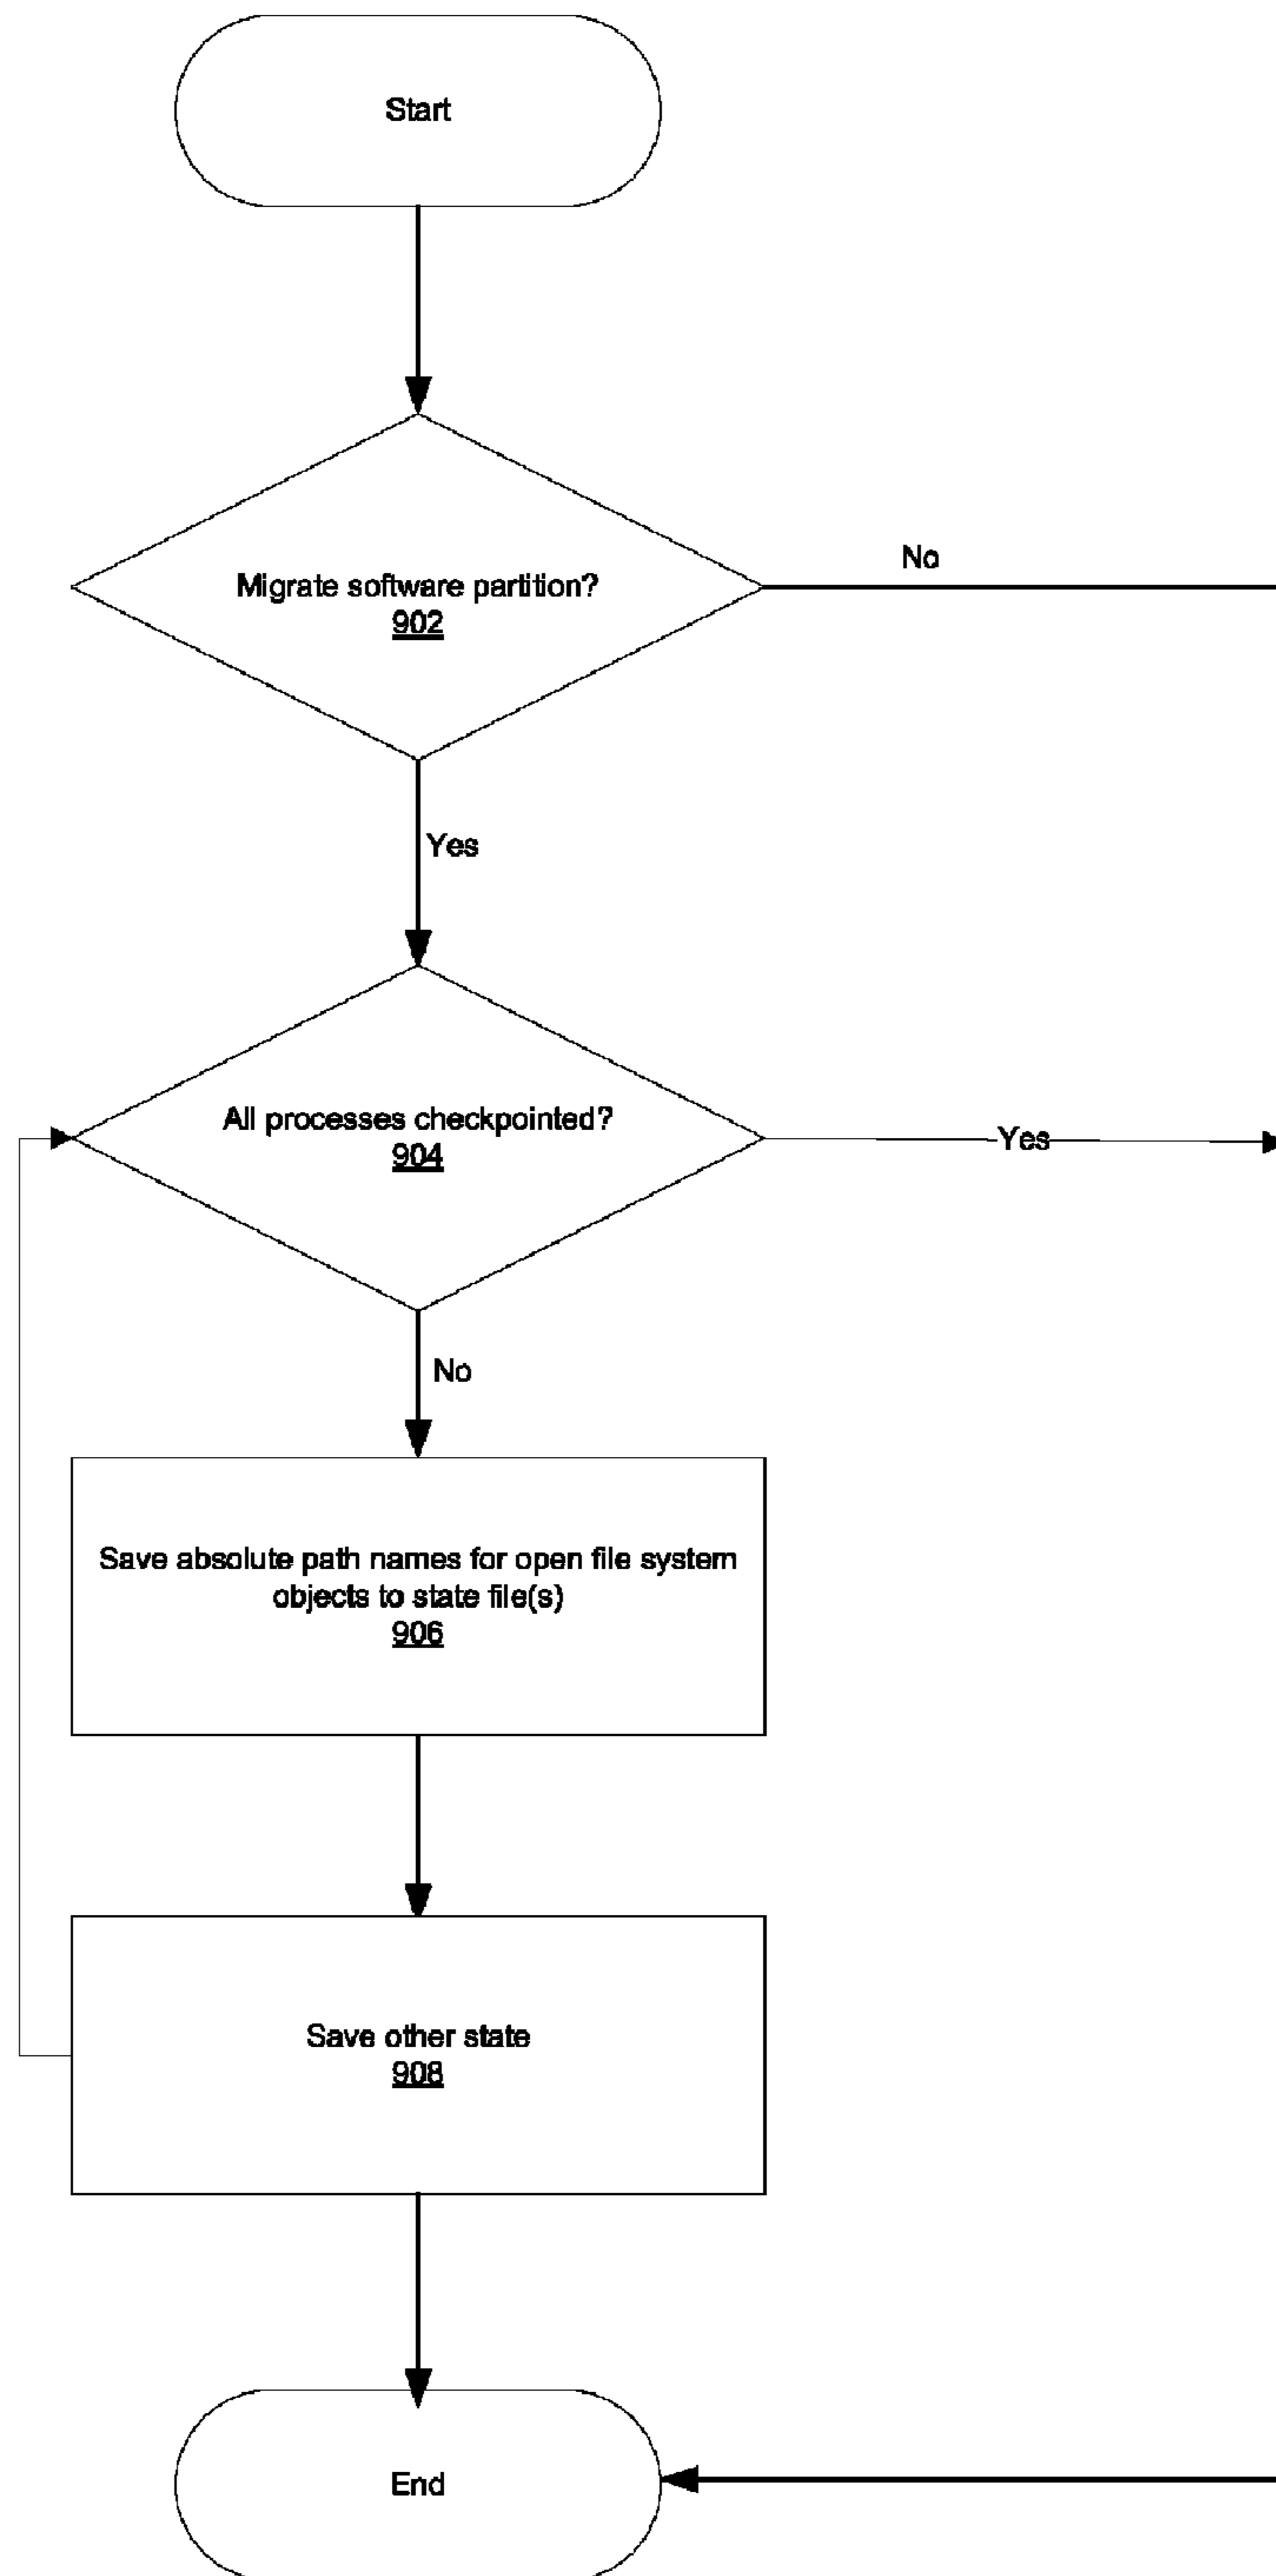 Start
Migrate software partition?
902
No
Yes
All processes checkpointed?
904
Yes
No
Save absolute path names for open file system
objects to state file(s)
906
Save other state
908
End